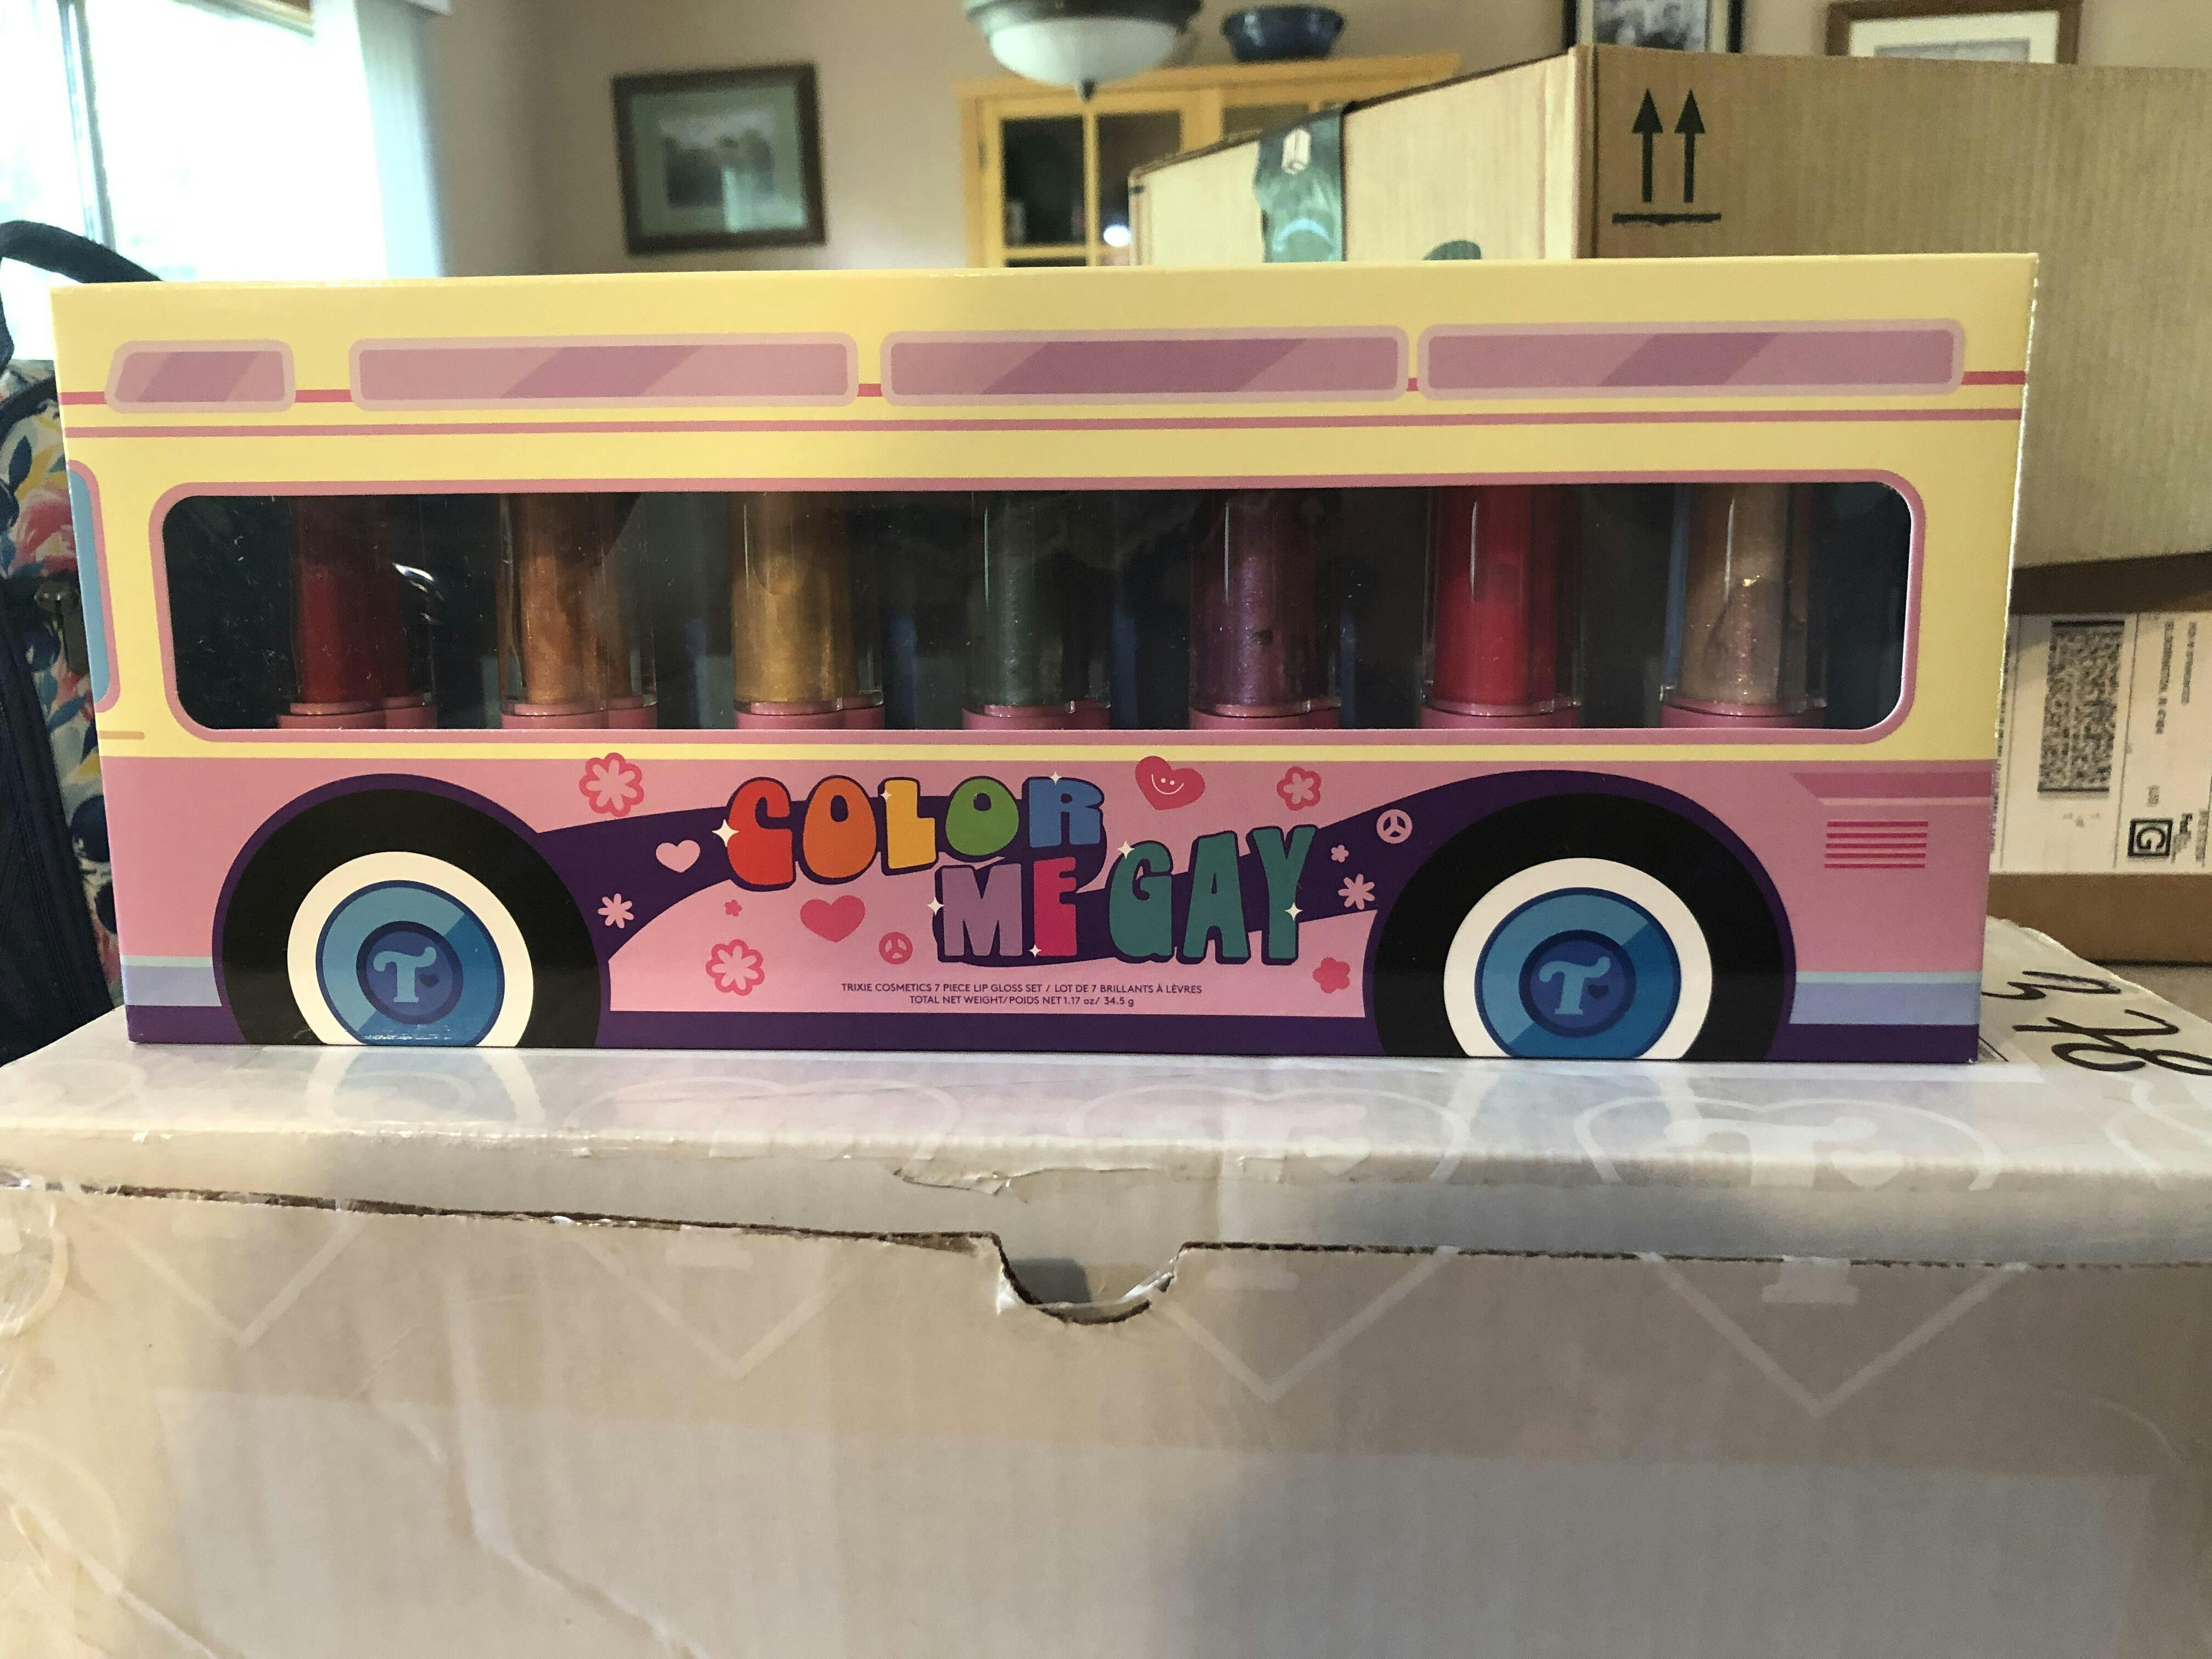 COLOR
ME GAY
TRIXIE COSMETICS 7 PIECE LIP GLOSS SET / LOT DE 7 BRILLANTS À LÈVRES
TOTAL NET WEIGHT/POIDS NET 1.17 oz/ 34.5 g
T
T
G